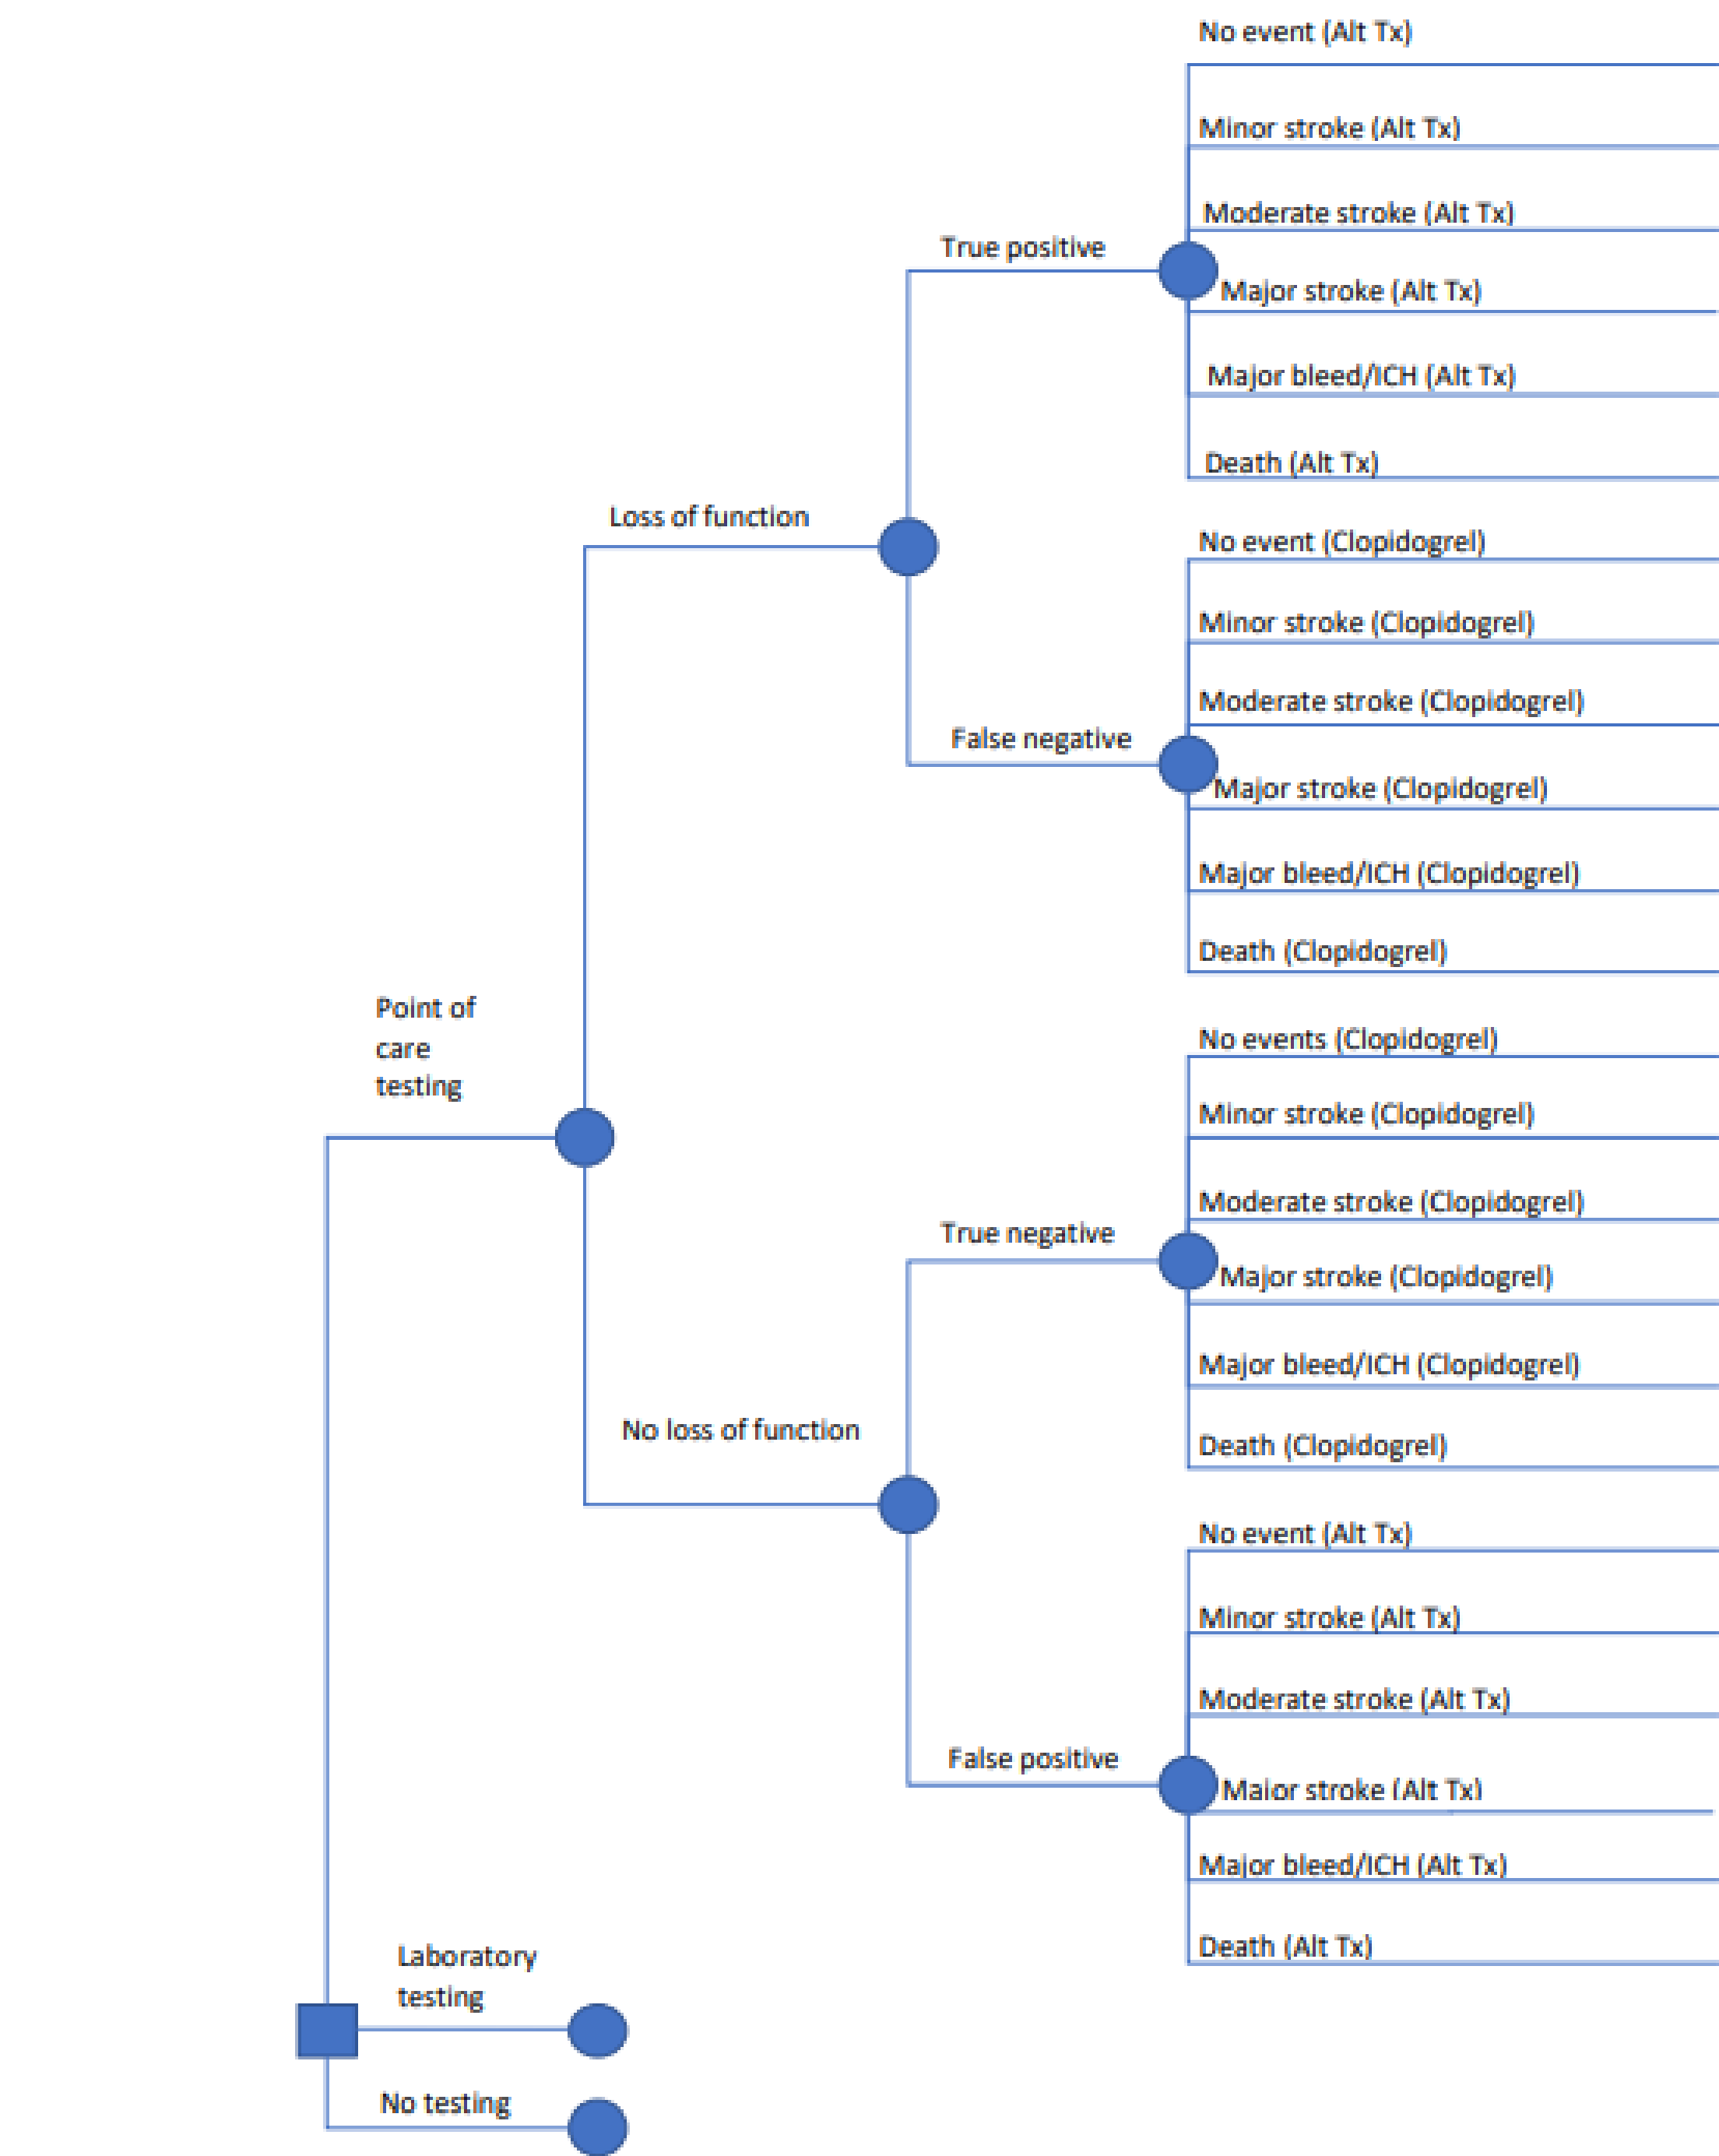 No event (Alt Tx)
Minor stroke (Alt Tx)
Moderate stroke (Alt Tx)
True positive
Major stroke (Alt Tx)
Major bleed/ICH (Alt Tx)
Death (Alt Tx)
Loss of function
No event (Clopidogrel)
Minor stroke (Clopidogrel)
Moderate stroke (Clopidogrel)
False negative
Major stroke (Clopidogrel)
Major bleed/ICH (Clopidogrel)
Death (Clopidogrel)
Point of
care
testing
No events (Clopidogrel)
Minor stroke (Clopidogrel)
Moderate stroke (Clopidogrel)
True negative
Major stroke (Clopidogrel)
Major bleed/ICH (Clopidogrel)
No loss of function
Death (Clopidogrel)
No event (Alt Tx)
Minor stroke (Alt Tx)
Moderate stroke (Alt Tx)
False positive
Major stroke (Alt Tx)
Major bleed/ICH (Alt Tx)
Death (Alt Tx)
Laboratory
testing
No testing